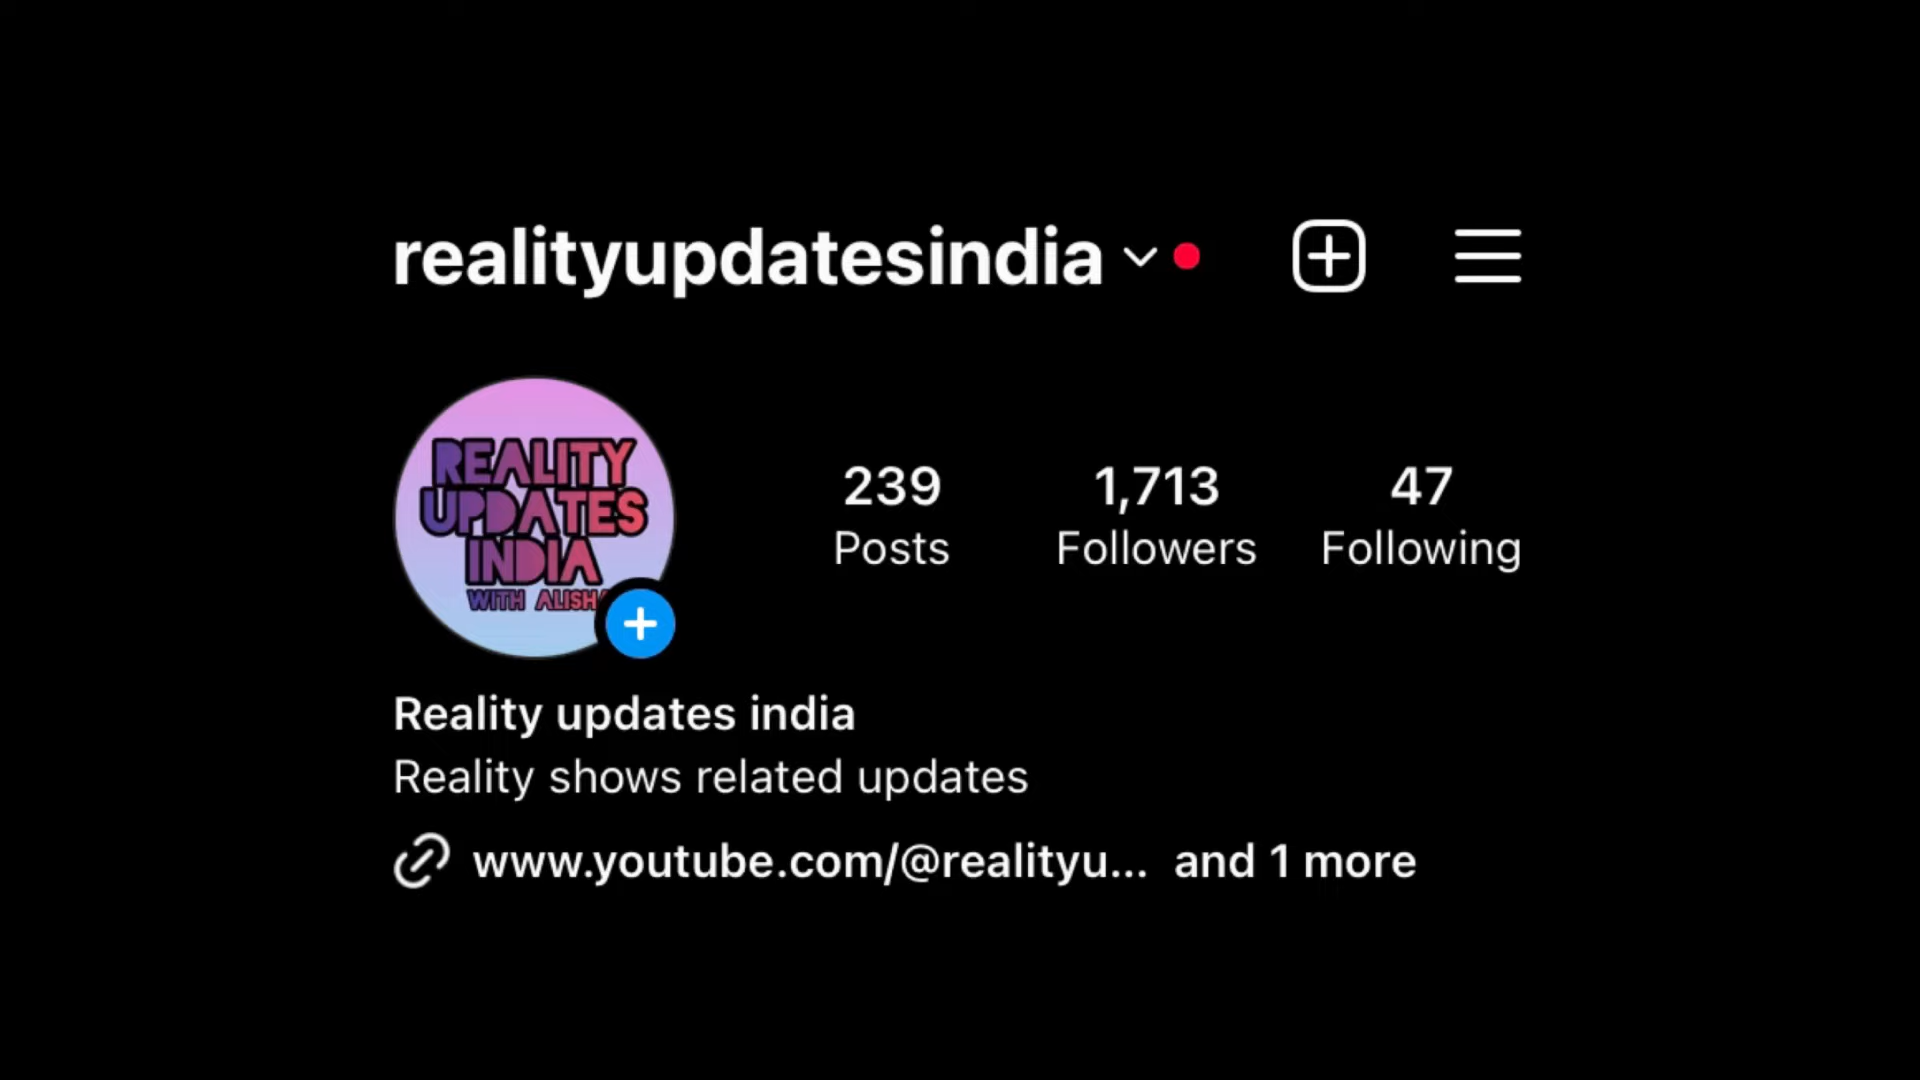 realityupdatesindia
REALITY
UPDATES
INDIA
WITH ALISHA
239 1,713 47
Posts Followers Following
Reality updates india
Reality shows related updates
www.youtube.com/@realityu... and 1 more